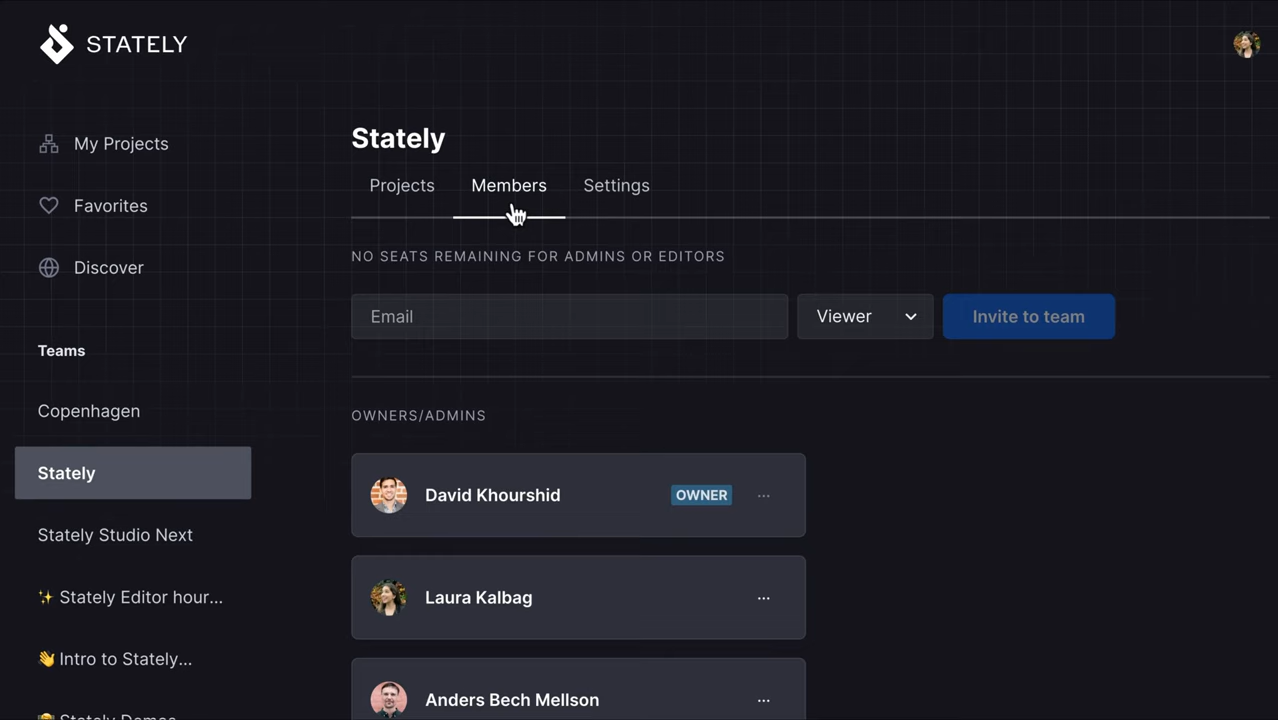 STATELY
My Projects
Favorites
Discover
Teams
Copenhagen
Stately
Stately Studio Next
✨ Stately Editor hour...
👋 Intro to Stately...
Stately Demos
Stately
Projects
Members
Settings
NO SEATS REMAINING FOR ADMINS OR EDITORS
Email
Viewer
Invite to team
OWNERS/ADMINS
David Khourshid
OWNER
...
Laura Kalbag
...
Anders Bech Mellson
...